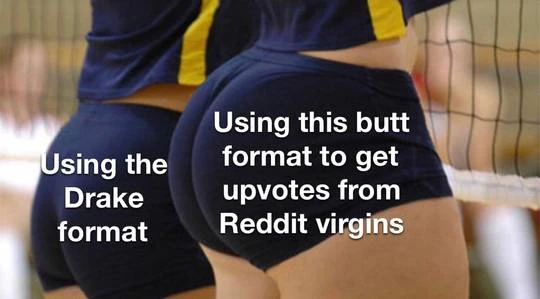 Using the
Drake
format
Using this butt
format to get
upvotes from
Reddit virgins